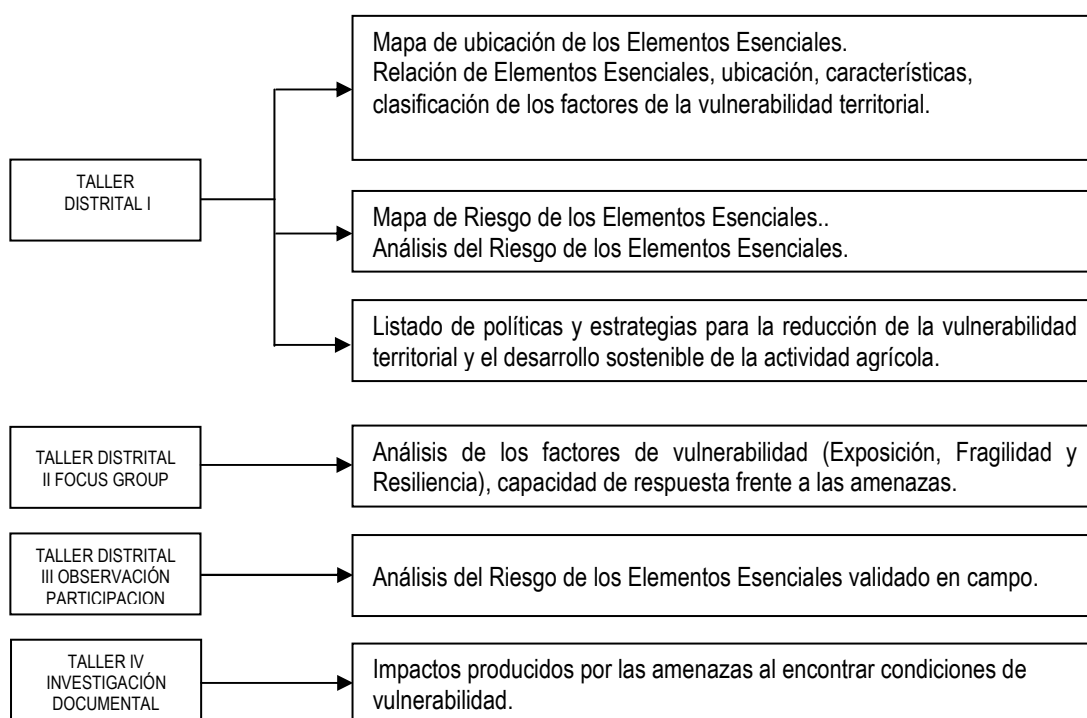 Mapa de ubicación de los Elementos Esenciales.
Relación de Elementos Esenciales, ubicación, características,
clasificación de los factores de la vulnerabilidad territorial.
TALLER
DISTRITAL I
Mapa de Riesgo de los Elementos Esenciales..
Análisis del Riesgo de los Elementos Esenciales.
Listado de políticas y estrategias para la reducción de la vulnerabilidad
territorial y el desarrollo sostenible de la actividad agrícola.
TALLER DISTRITAL
II FOCUS GROUP
Análisis de los factores de vulnerabilidad (Exposición, Fragilidad y
Resiliencia), capacidad de respuesta frente a las amenazas.
TALLER DISTRITAL
III OBSERVACIÓN
PARTICIPACION
Análisis del Riesgo de los Elementos Esenciales validado en campo.
TALLER IV
INVESTIGACIÓN
DOCUMENTAL
Impactos producidos por las amenazas al encontrar condiciones de
vulnerabilidad.